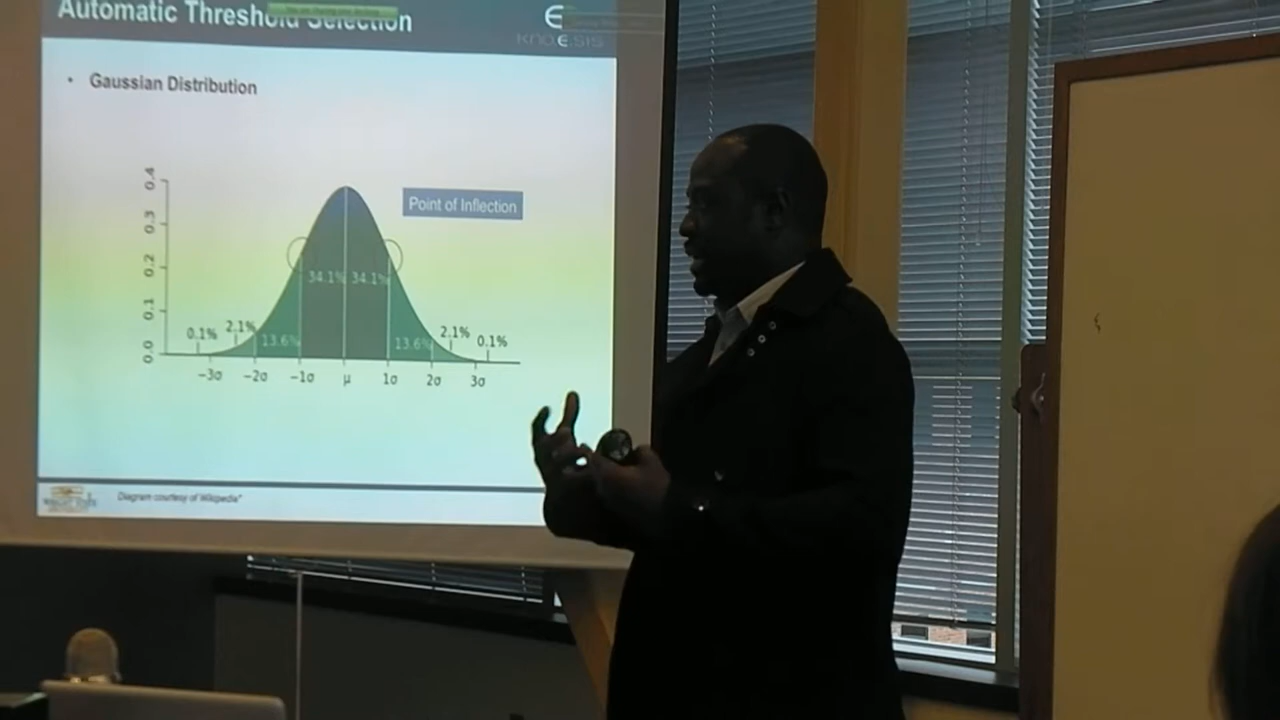 Automatic Threshold Selection
KNO.E.SIS
• Gaussian Distribution
Point of Inflection
0.4
0.3
0.2
0.1
0.0
34.1% 34.1%
0.1% 2.1% 13.6% 13.6% 2.1% 0.1%
−3σ −2σ −1σ μ 1σ 2σ 3σ
Diagram courtesy of Wikipedia*